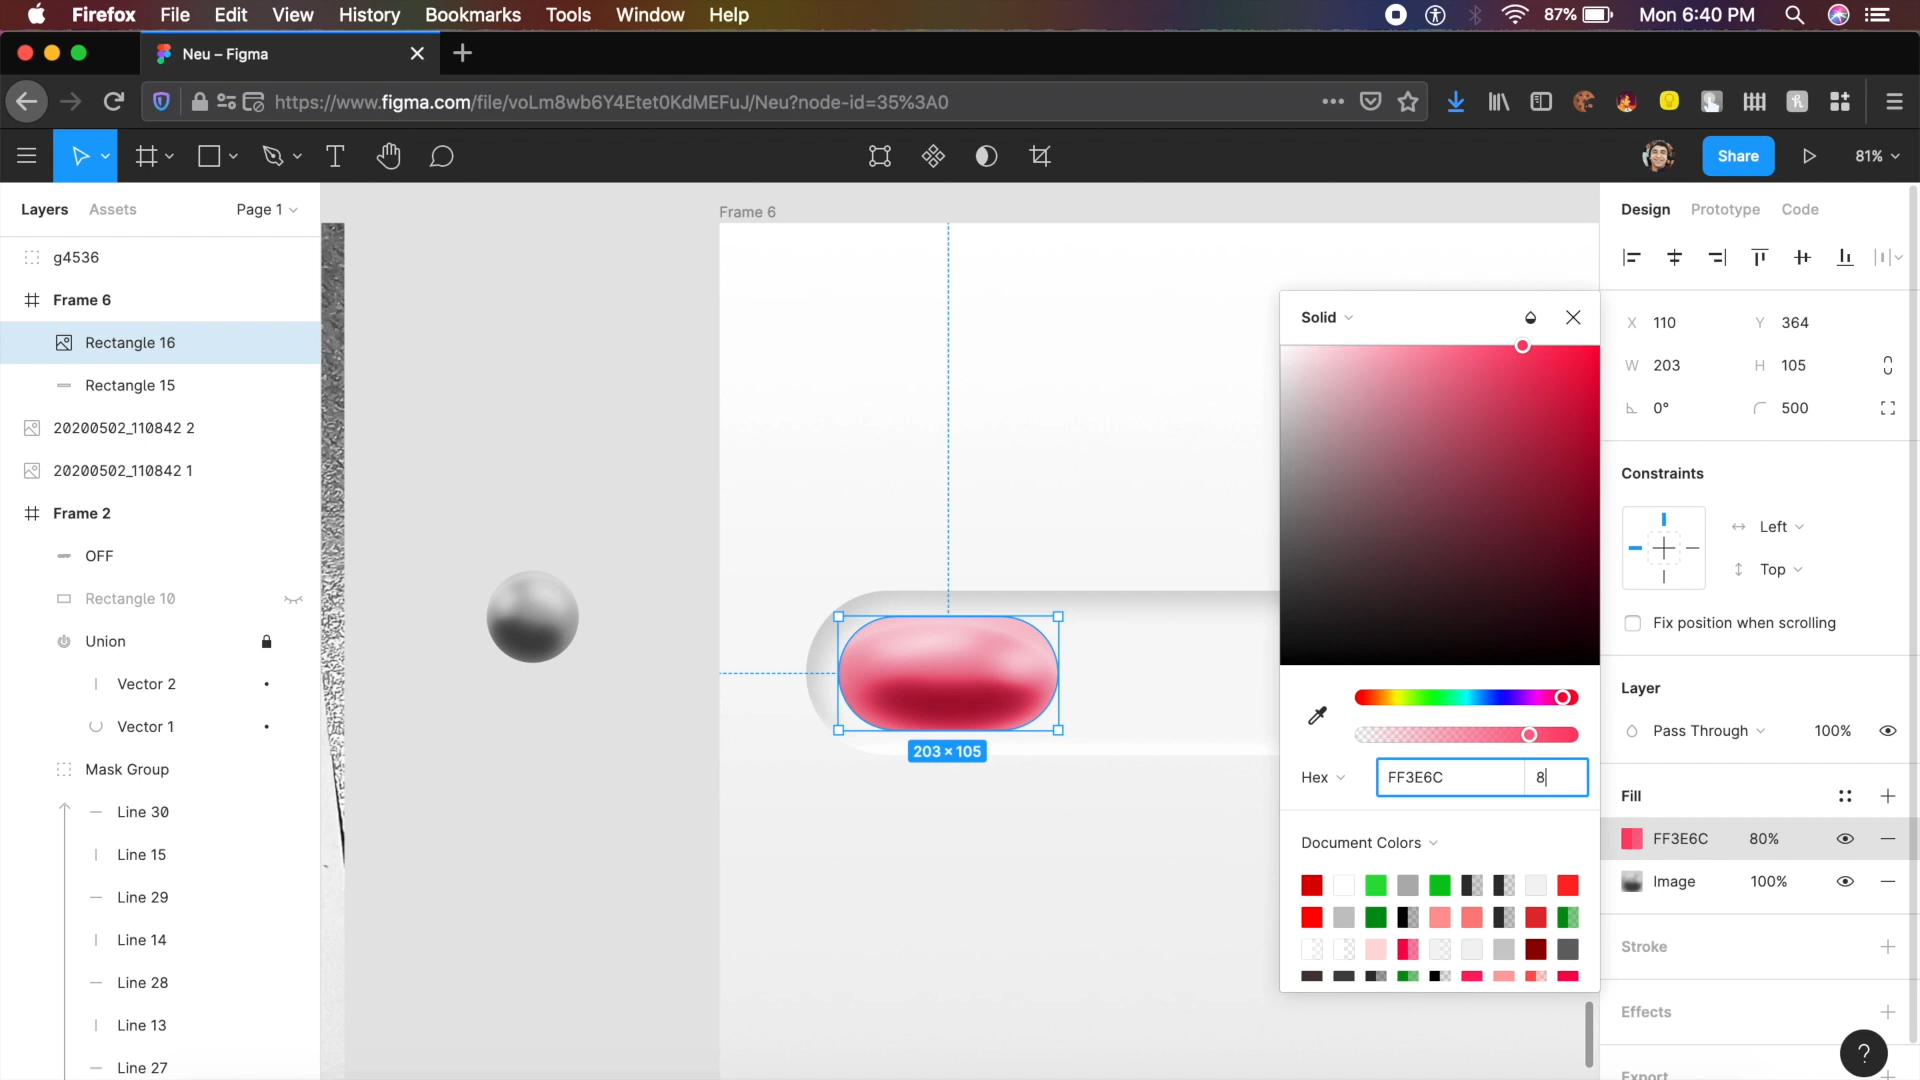 Firefox File Edit View History Bookmarks Tools Window Help 87% Mon 6:40 PM
Neu – Figma
https://www.figma.com/file/voLm8wb6Y4Etet0KdMEFuJ/Neu?node-id=35%3A0
Share 81%
Layers Assets Page 1
g4536
Frame 6
Rectangle 16
Rectangle 15
20200502_110842 2
20200502_110842 1
Frame 2
OFF
Rectangle 10
Union
Vector 2
Vector 1
Mask Group
Line 30
Line 15
Line 29
Line 14
Line 28
Line 13
Line 27
Frame 6
203 × 105
Solid
Hex FF3E6C 8
Document Colors
Design Prototype Code
X 110 Y 364
W 203 H 105
0° 500
Constraints
Left
Top
Fix position when scrolling
Layer
Pass Through 100%
Fill
FF3E6C 80%
Image 100%
Stroke
Effects
Export
?